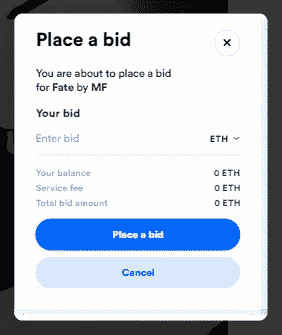 Place a bid
You are about to place a bid
for Fate by MF
Your bid
Enter bid ETH
Your balance 0 ETH
Service fee 0 ETH
Total bid amount 0 ETH
Place a bid
Cancel